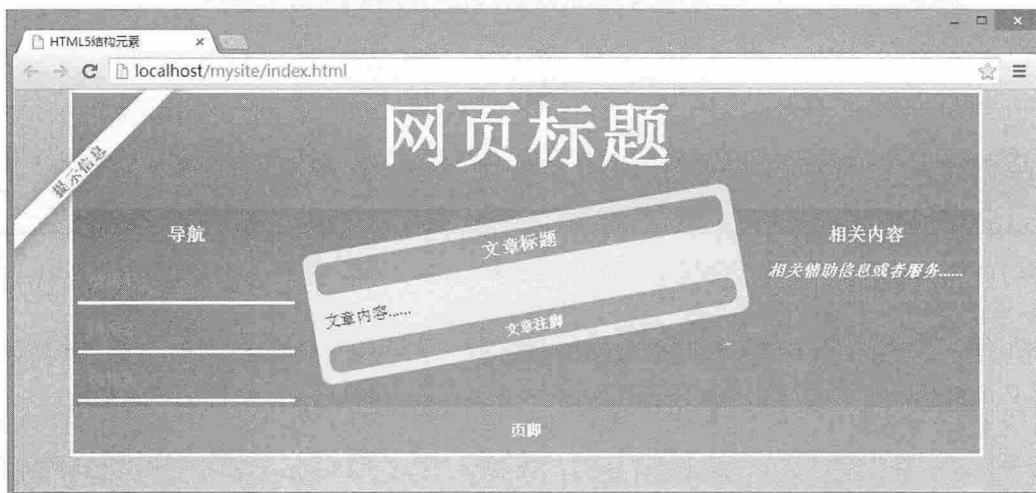 HTML5结构元素
localhost/mysite/index.html
网页标题
提示信息
导航
文章标题
文章内容......
文章注脚
相关内容
相关辅助信息或者服务......
页脚